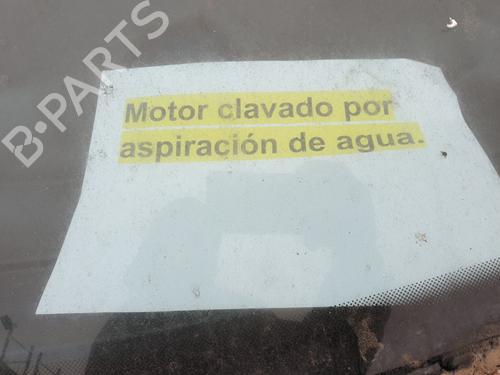 B-PARTS
Motor clavado por
aspiración de agua.